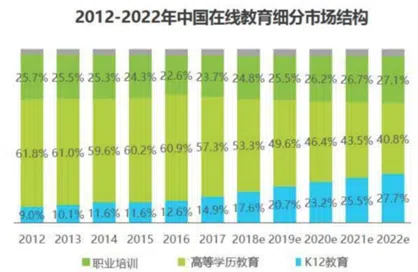 2012-2022年中国在线教育细分市场结构
25.7% 25.5% 25.3% 24.3% 22.6% 23.7% 24.8% 25.5% 26.2% 26.7% 27.1%
61.8% 61.0% 59.6% 60.2% 60.9% 57.3% 53.3% 49.6% 46.4% 43.5% 40.8%
9.0% 10.1% 11.6% 11.6% 12.6% 14.9% 17.6% 20.7% 23.2% 25.5% 27.7%
2012 2013 2014 2015 2016 2017 2018e 2019e 2020e 2021e 2022e
职业培训 高等学历教育 K12教育